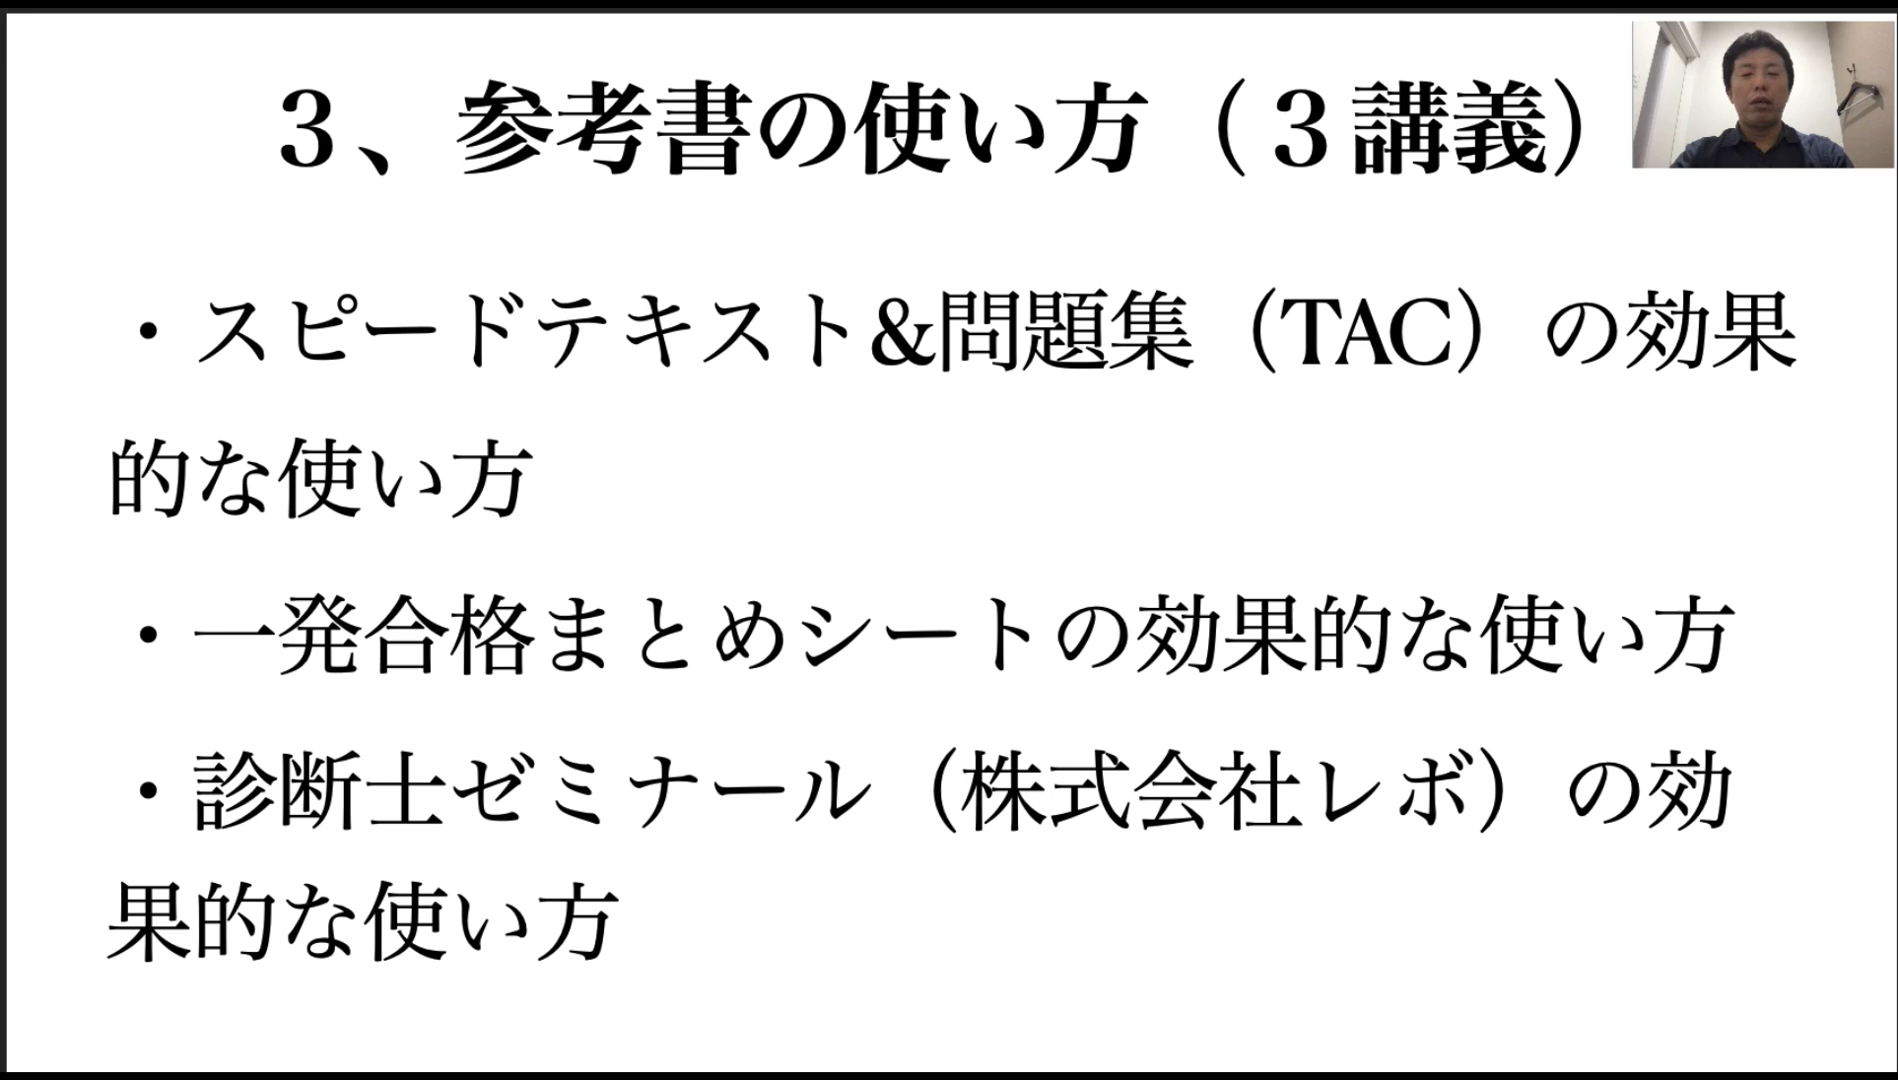 ３、参考書の使い方（３講義）
・スピードテキスト&問題集（TAC）の効果
的な使い方
・一発合格まとめシートの効果的な使い方
・診断士ゼミナール（株式会社レボ）の効
果的な使い方